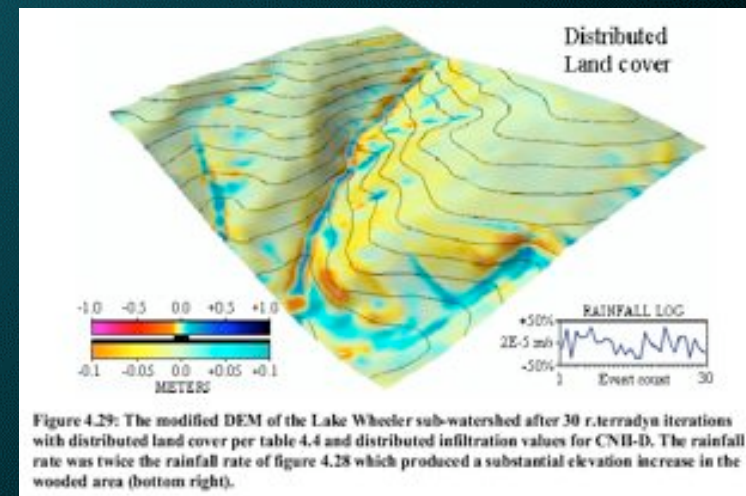 Distributed
Land cover
-1.0 -0.5 0.0 +0.5 +1.0
-0.1 -0.05 0.0 +0.05 +0.1
METERS
RAINFALL LOG
+50%
2E-5 m/s
-50%
1 Event count 30
Figure 4.29: The modified DEM of the Lake Wheeler sub-watershed after 30 r.terradyn iterations
with distributed land cover per table 4.4 and distributed infiltration values for CNII-D. The rainfall
rate was twice the rainfall rate of figure 4.28 which produced a substantial elevation increase in the
wooded area (bottom right).